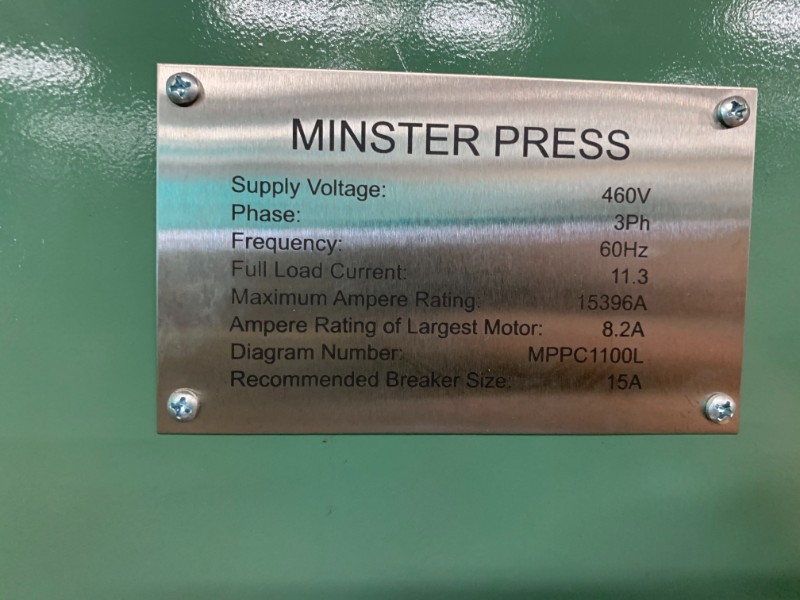 MINSTER PRESS
Supply Voltage: 460V
Phase: 3Ph
Frequency: 60Hz
Full Load Current: 11.3
Maximum Ampere Rating: 15396A
Ampere Rating of Largest Motor: 8.2A
Diagram Number: MPPC1100L
Recommended Breaker Size: 15A